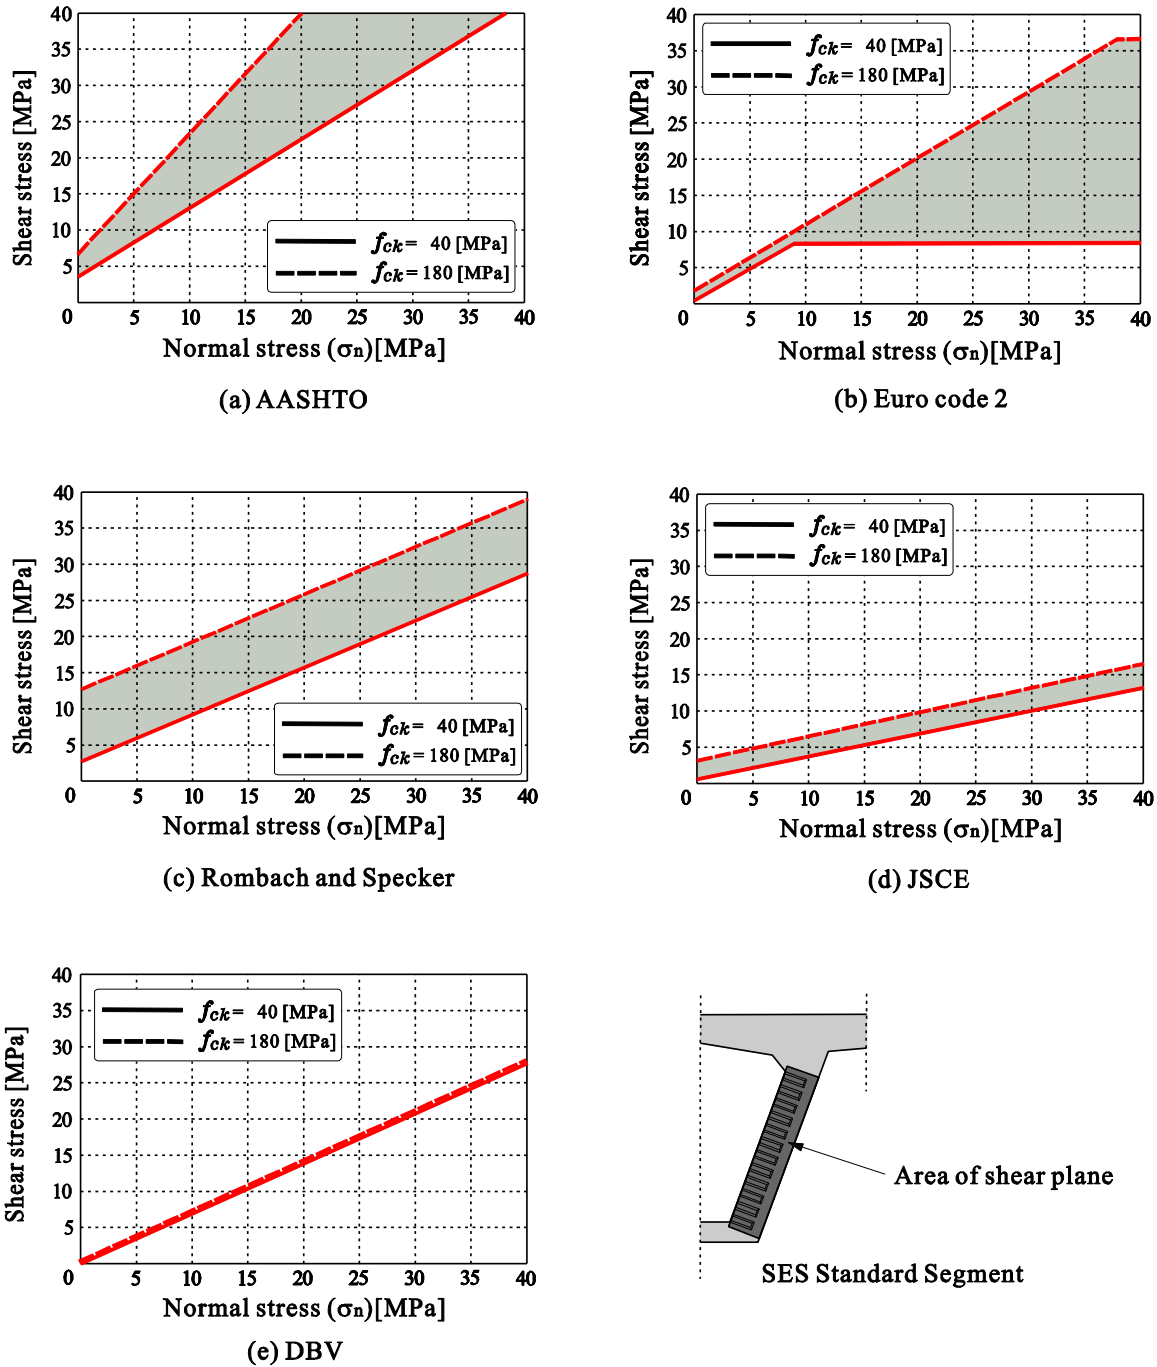 40
35
30
25
20
15
10
5
0 5 10 15 20 25 30 35 40
Shear stress [MPa]
Normal stress (σn)[MPa]
fck = 40 [MPa]
fck = 180 [MPa]
(a) AASHTO
40
35
30
25
20
15
10
5
0 5 10 15 20 25 30 35 40
Shear stress [MPa]
Normal stress (σn)[MPa]
fck = 40 [MPa]
fck = 180 [MPa]
(b) Euro code 2
40
35
30
25
20
15
10
5
0 5 10 15 20 25 30 35 40
Shear stress [MPa]
Normal stress (σn)[MPa]
fck = 40 [MPa]
fck = 180 [MPa]
(c) Rombach and Specker
40
35
30
25
20
15
10
5
0 5 10 15 20 25 30 35 40
Shear stress [MPa]
Normal stress (σn)[MPa]
fck = 40 [MPa]
fck = 180 [MPa]
(d) JSCE
40
35
30
25
20
15
10
5
0 5 10 15 20 25 30 35 40
Shear stress [MPa]
Normal stress (σn)[MPa]
fck = 40 [MPa]
fck = 180 [MPa]
(e) DBV
Area of shear plane
SES Standard Segment